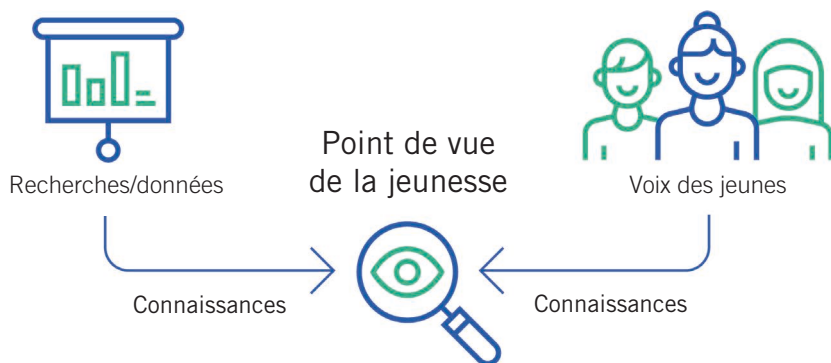 Point de vue
de la jeunesse
Recherches/données
Voix des jeunes
Connaissances
Connaissances